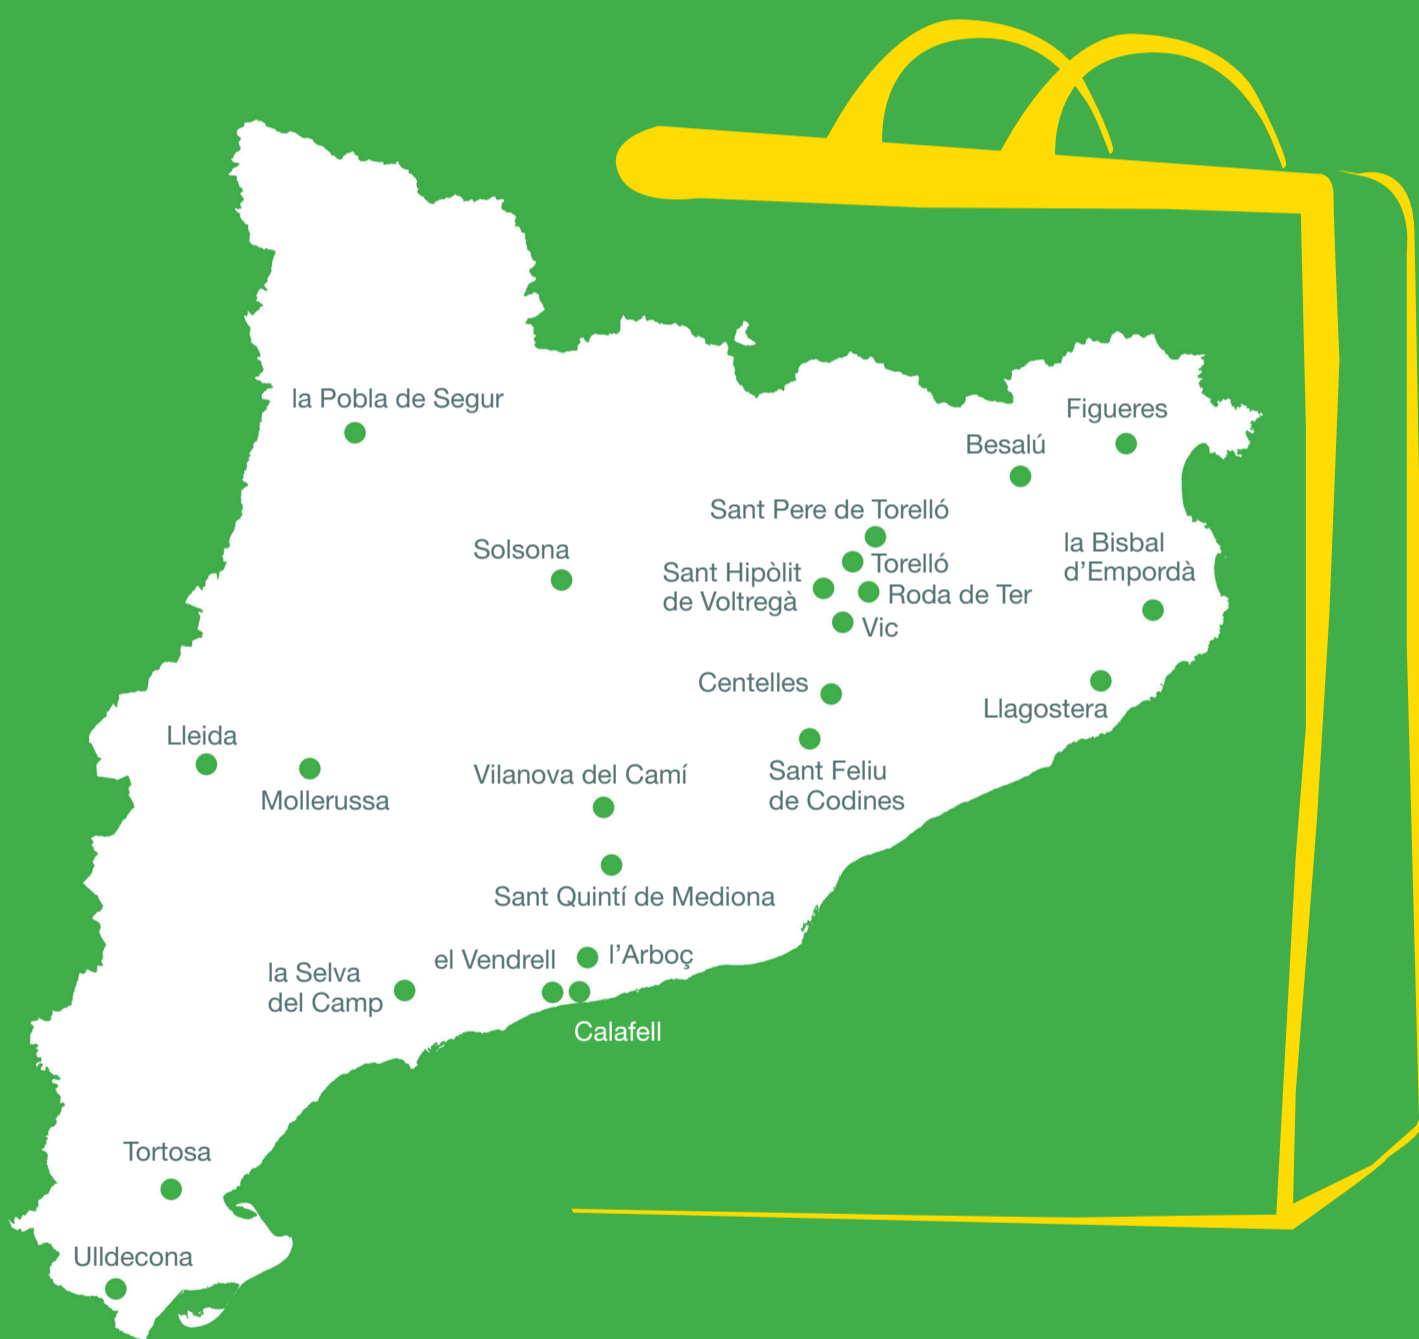 la Pobla de Segur
Figueres
Besalú
Sant Pere de Torelló
la Bisbal
d’Empordà
Solsona
Torelló
Sant Hipòlit
de Voltregà
Roda de Ter
Vic
Centelles
Llagostera
Lleida
Mollerussa
Vilanova del Camí
Sant Feliu
de Codines
Sant Quintí de Mediona
el Vendrell
l’Arboç
la Selva
del Camp
Calafell
Tortosa
Ulldecona